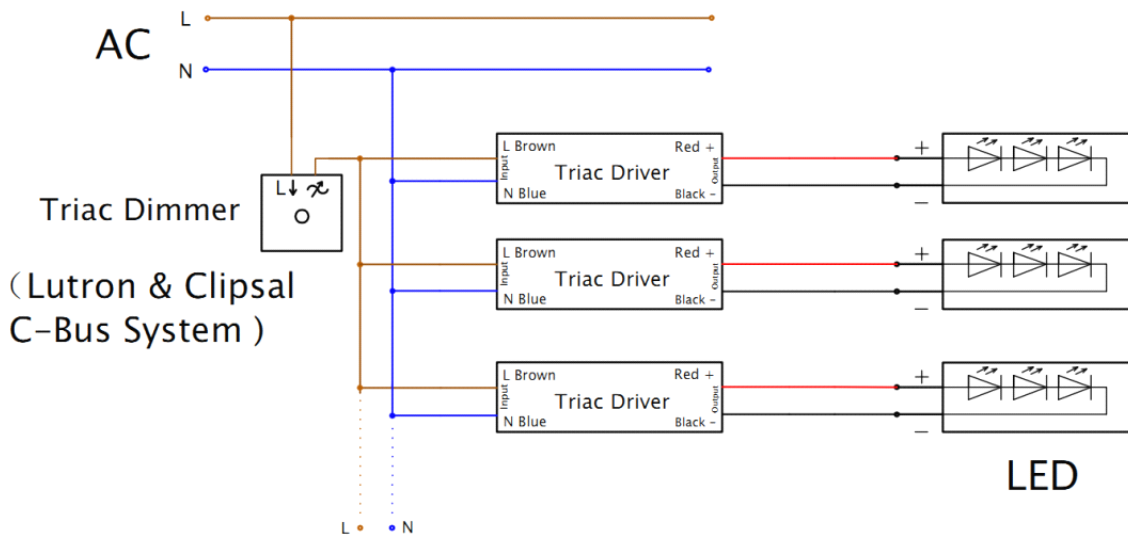 L
AC
N
L Brown
Red +
Input
Triac Driver
Output
N Blue
Black -
+
−
L
Triac Dimmer
（Lutron & Clipsal
C-Bus System )
L Brown
Red +
Input
Triac Driver
Output
N Blue
Black -
+
−
L Brown
Red +
Input
Triac Driver
Output
N Blue
Black -
+
−
LED
L
N